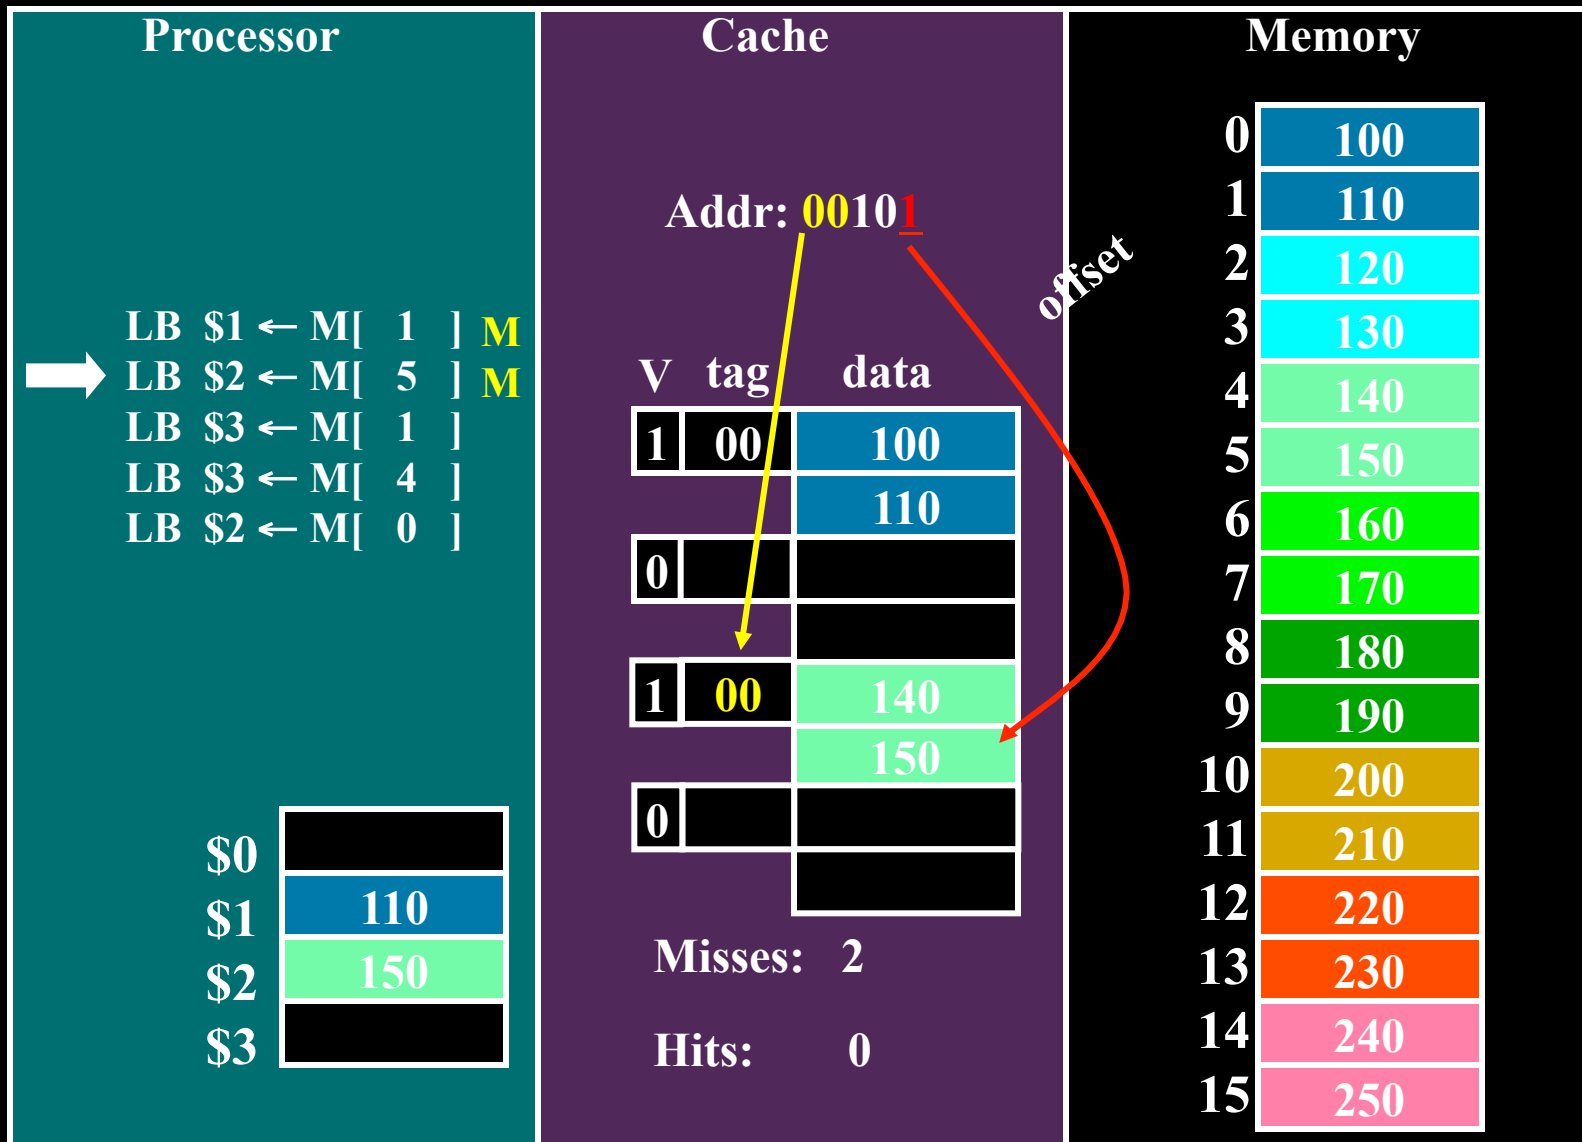 Processor
LB $1 ← M[ 1 ] M
LB $2 ← M[ 5 ] M
LB $3 ← M[ 1 ]
LB $3 ← M[ 4 ]
LB $2 ← M[ 0 ]
$0
$1 110
$2 150
$3
Cache
Addr: 00101
offset
V tag data
1 00 100
110
0
1 00 140
150
0
Misses: 2
Hits: 0
Memory
0 100
1 110
2 120
3 130
4 140
5 150
6 160
7 170
8 180
9 190
10 200
11 210
12 220
13 230
14 240
15 250